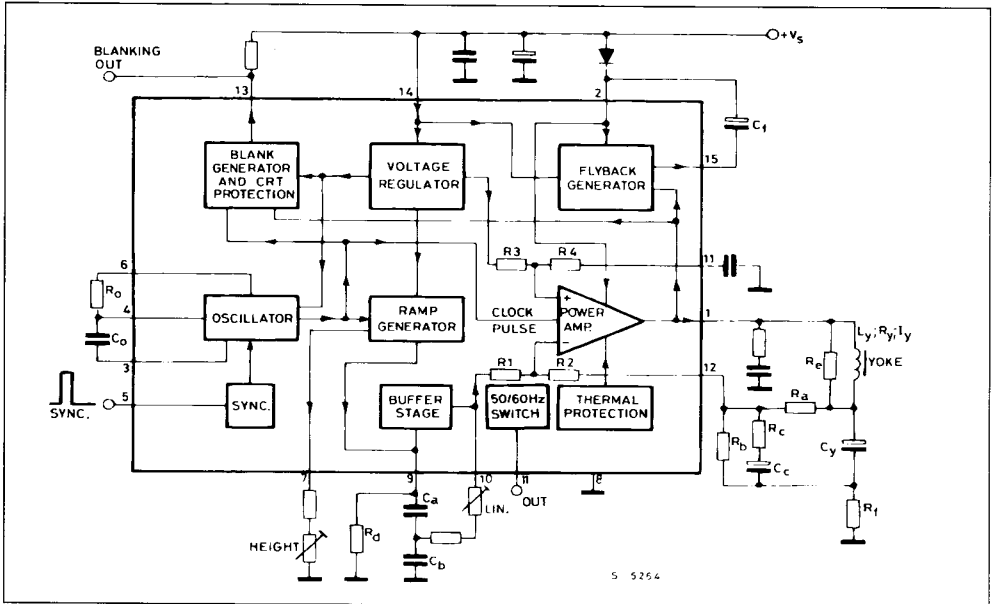 BLANKING
OUT
+Vs
13
14
2
Cf
15
BLANK
GENERATOR
AND CRT
PROTECTION
VOLTAGE
REGULATOR
FLYBACK
GENERATOR
6
Ro
4
Co
3
OSCILLATOR
RAMP
GENERATOR
CLOCK
PULSE
R3
R4
11
+
POWER
AMP.
−
1
Ly;Ry;Iy
Re
YOKE
SYNC.
5
SYNC.
BUFFER
STAGE
R1
R2
12
50/60Hz
SWITCH
THERMAL
PROTECTION
Ra
Rb
Rc
Cc
Cy
Rf
7
9
10
11
OUT
8
HEIGHT
Rd
Ca
Cb
LIN.
S 5264